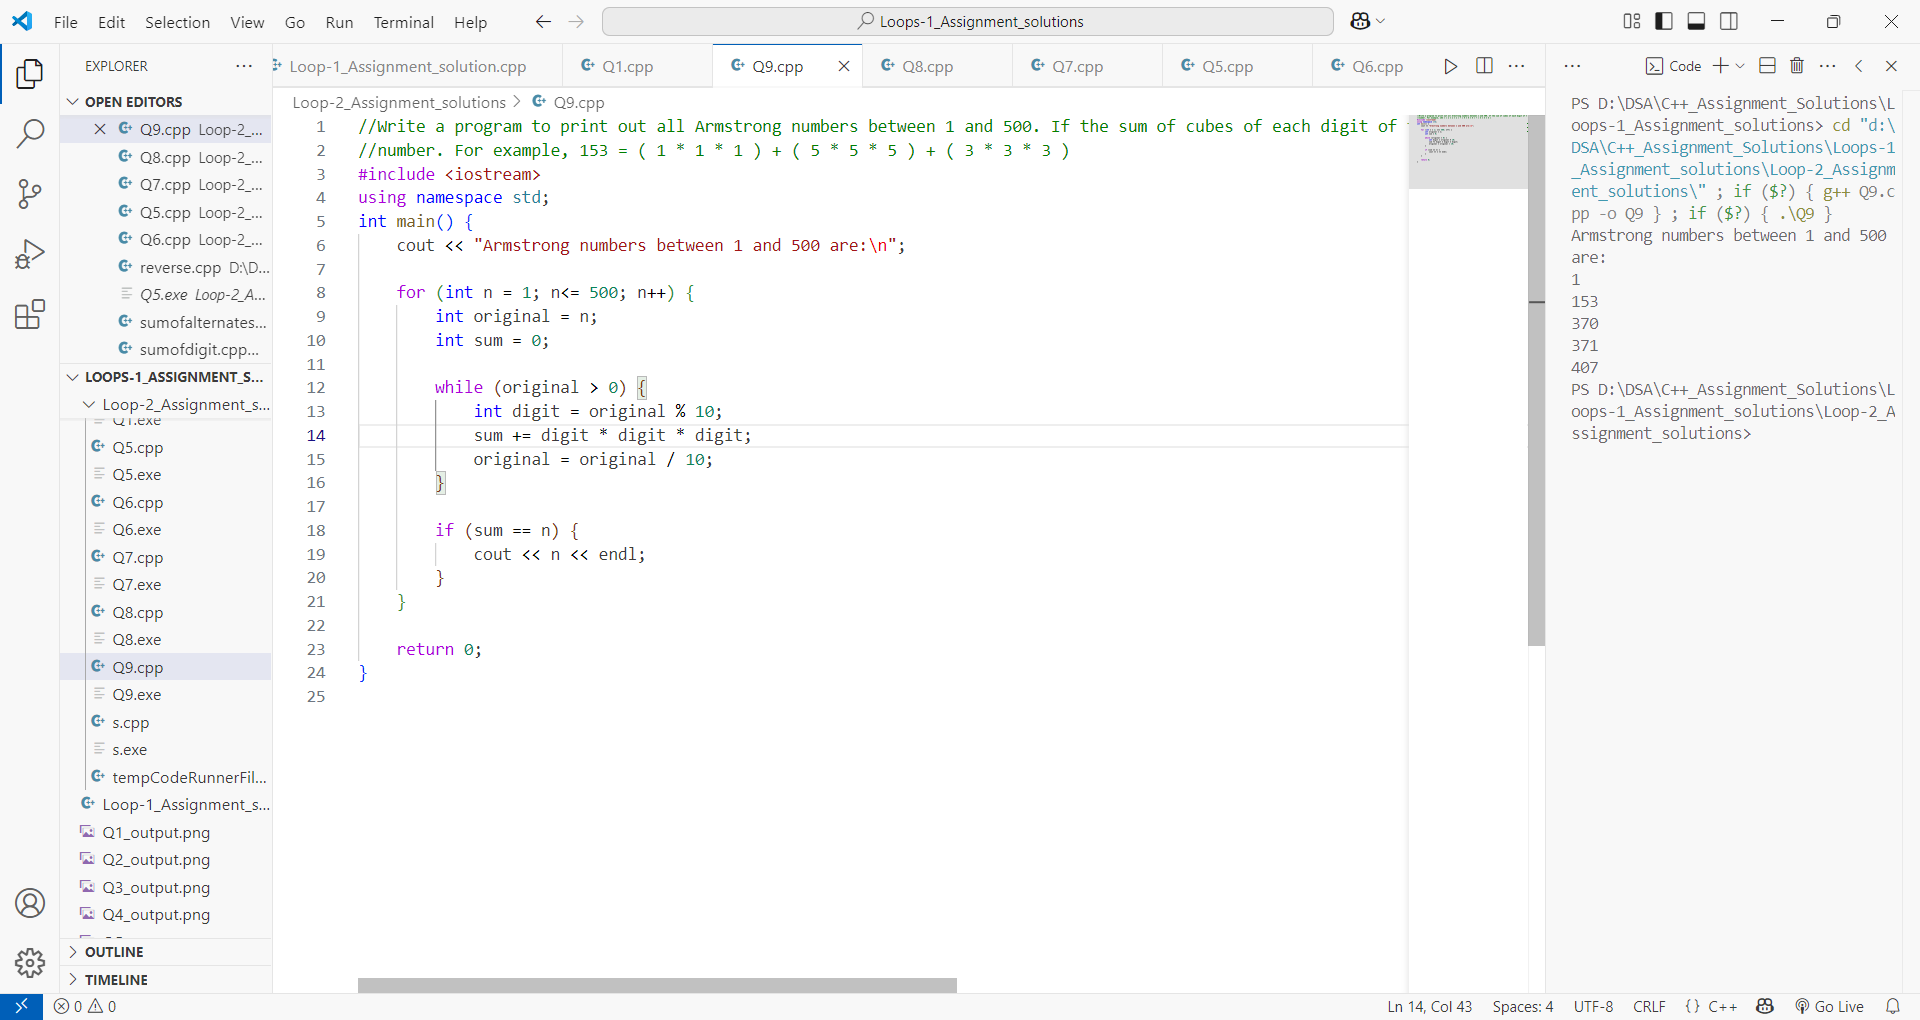 File Edit Selection View Go Run Terminal Help
Loops-1_Assignment_solutions
EXPLORER
OPEN EDITORS
Q9.cpp Loop-2_...
Q8.cpp Loop-2_...
Q7.cpp Loop-2_...
Q5.cpp Loop-2_...
Q6.cpp Loop-2_...
reverse.cpp D:\D...
Q5.exe Loop-2_A...
sumofalternates...
sumofdigit.cpp...
LOOPS-1_ASSIGNMENT_S...
Loop-2_Assignment_s...
Q1.exe
Q5.cpp
Q5.exe
Q6.cpp
Q6.exe
Q7.cpp
Q7.exe
Q8.cpp
Q8.exe
Q9.cpp
Q9.exe
s.cpp
s.exe
tempCodeRunnerFil...
Loop-1_Assignment_s...
Q1_output.png
Q2_output.png
Q3_output.png
Q4_output.png
OUTLINE
TIMELINE
Loop-1_Assignment_solution.cpp Q1.cpp Q9.cpp Q8.cpp Q7.cpp Q5.cpp Q6.cpp
Loop-2_Assignment_solutions > Q9.cpp
1 //Write a program to print out all Armstrong numbers between 1 and 500. If the sum of cubes of each digit of
2 //number. For example, 153 = ( 1 * 1 * 1 ) + ( 5 * 5 * 5 ) + ( 3 * 3 * 3 )
3 #include <iostream>
4 using namespace std;
5 int main() {
6 cout << "Armstrong numbers between 1 and 500 are:\n";
7
8 for (int n = 1; n<= 500; n++) {
9 int original = n;
10 int sum = 0;
11
12 while (original > 0) {
13 int digit = original % 10;
14 sum += digit * digit * digit;
15 original = original / 10;
16 }
17
18 if (sum == n) {
19 cout << n << endl;
20 }
21 }
22
23 return 0;
24 }
25
Code
PS D:\DSA\C++_Assignment_Solutions\L
oops-1_Assignment_solutions> cd "d:\
DSA\C++_Assignment_Solutions\Loops-1
_Assignment_solutions\Loop-2_Assignm
ent_solutions\" ; if ($?) { g++ Q9.c
pp -o Q9 } ; if ($?) { .\Q9 }
Armstrong numbers between 1 and 500
are:
1
153
370
371
407
PS D:\DSA\C++_Assignment_Solutions\L
oops-1_Assignment_solutions\Loop-2_A
ssignment_solutions>
0 0
Ln 14, Col 43 Spaces: 4 UTF-8 CRLF {} C++ Go Live